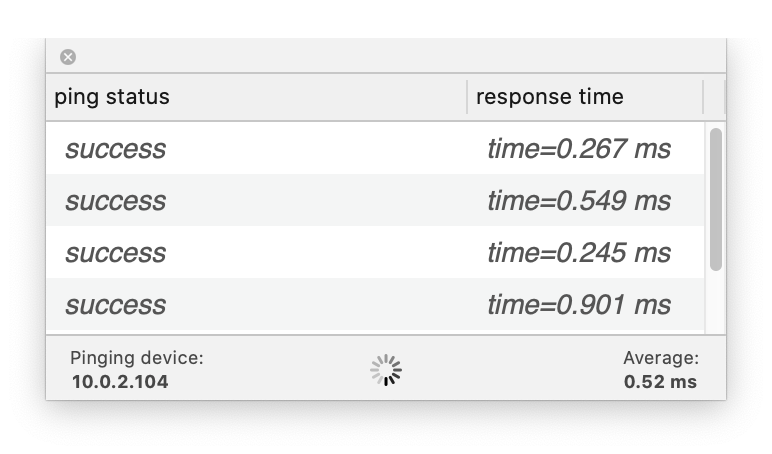 ping status response time
success time=0.267 ms
success time=0.549 ms
success time=0.245 ms
success time=0.901 ms
Pinging device: Average:
10.0.2.104 0.52 ms